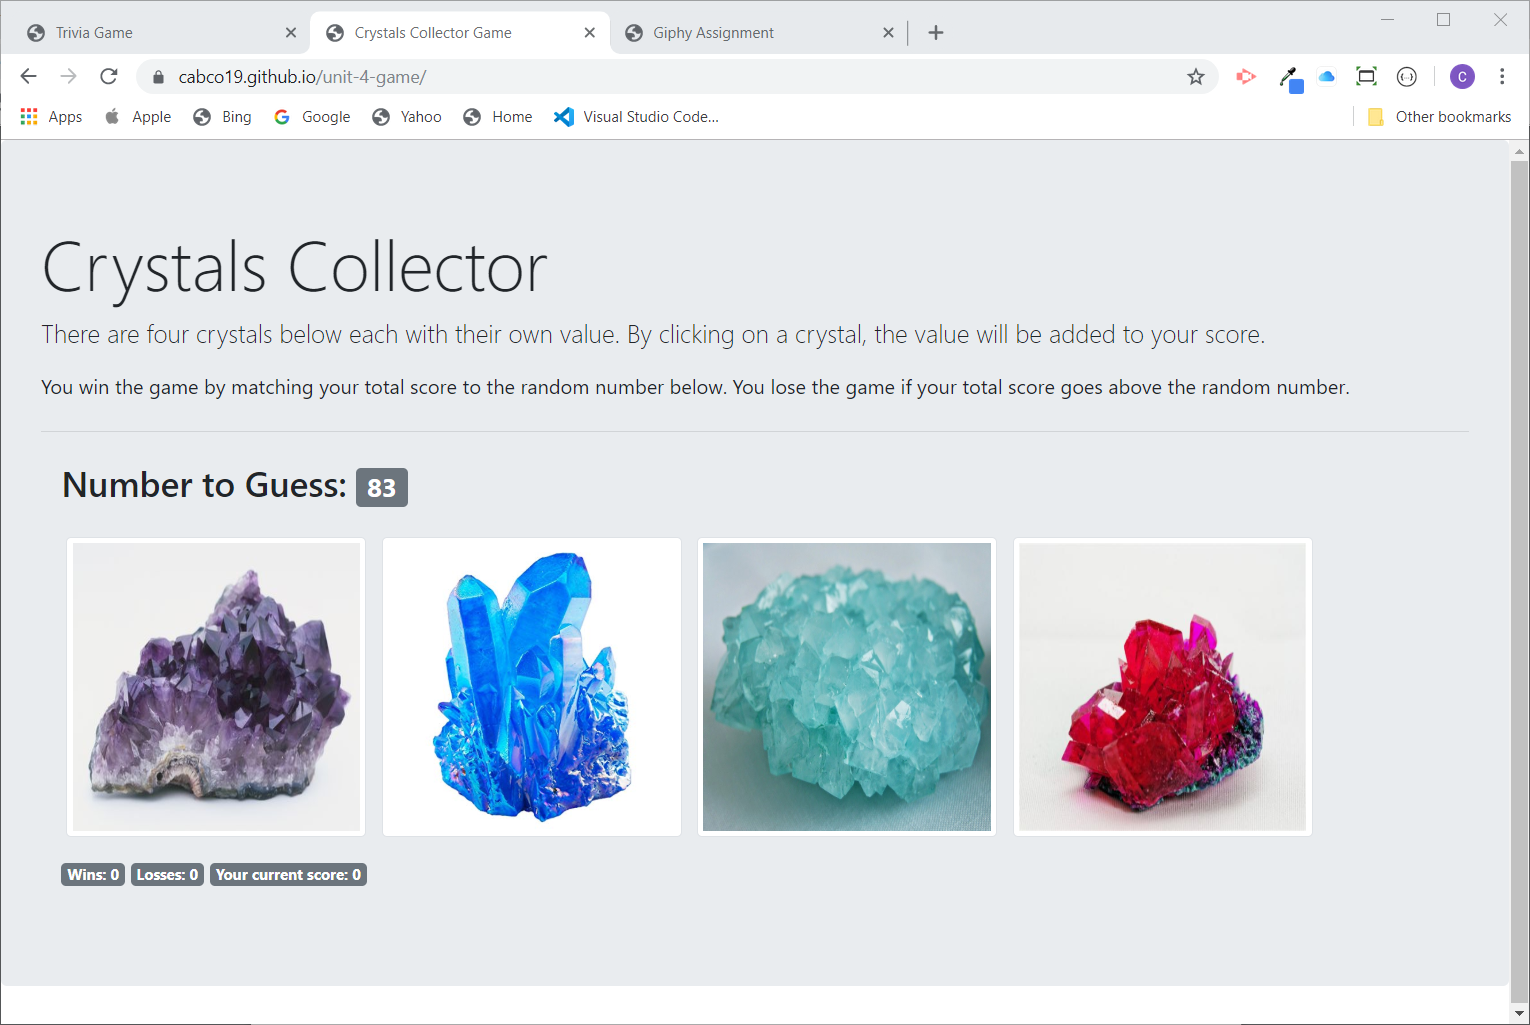 Trivia Game
Crystals Collector Game
Giphy Assignment
cabco19.github.io/unit-4-game/
C
Apps
Apple
Bing
Google
Yahoo
Home
Visual Studio Code...
Other bookmarks
Crystals Collector
There are four crystals below each with their own value. By clicking on a crystal, the value will be added to your score.
You win the game by matching your total score to the random number below. You lose the game if your total score goes above the random number.
Number to Guess: 83
Wins: 0 Losses: 0 Your current score: 0